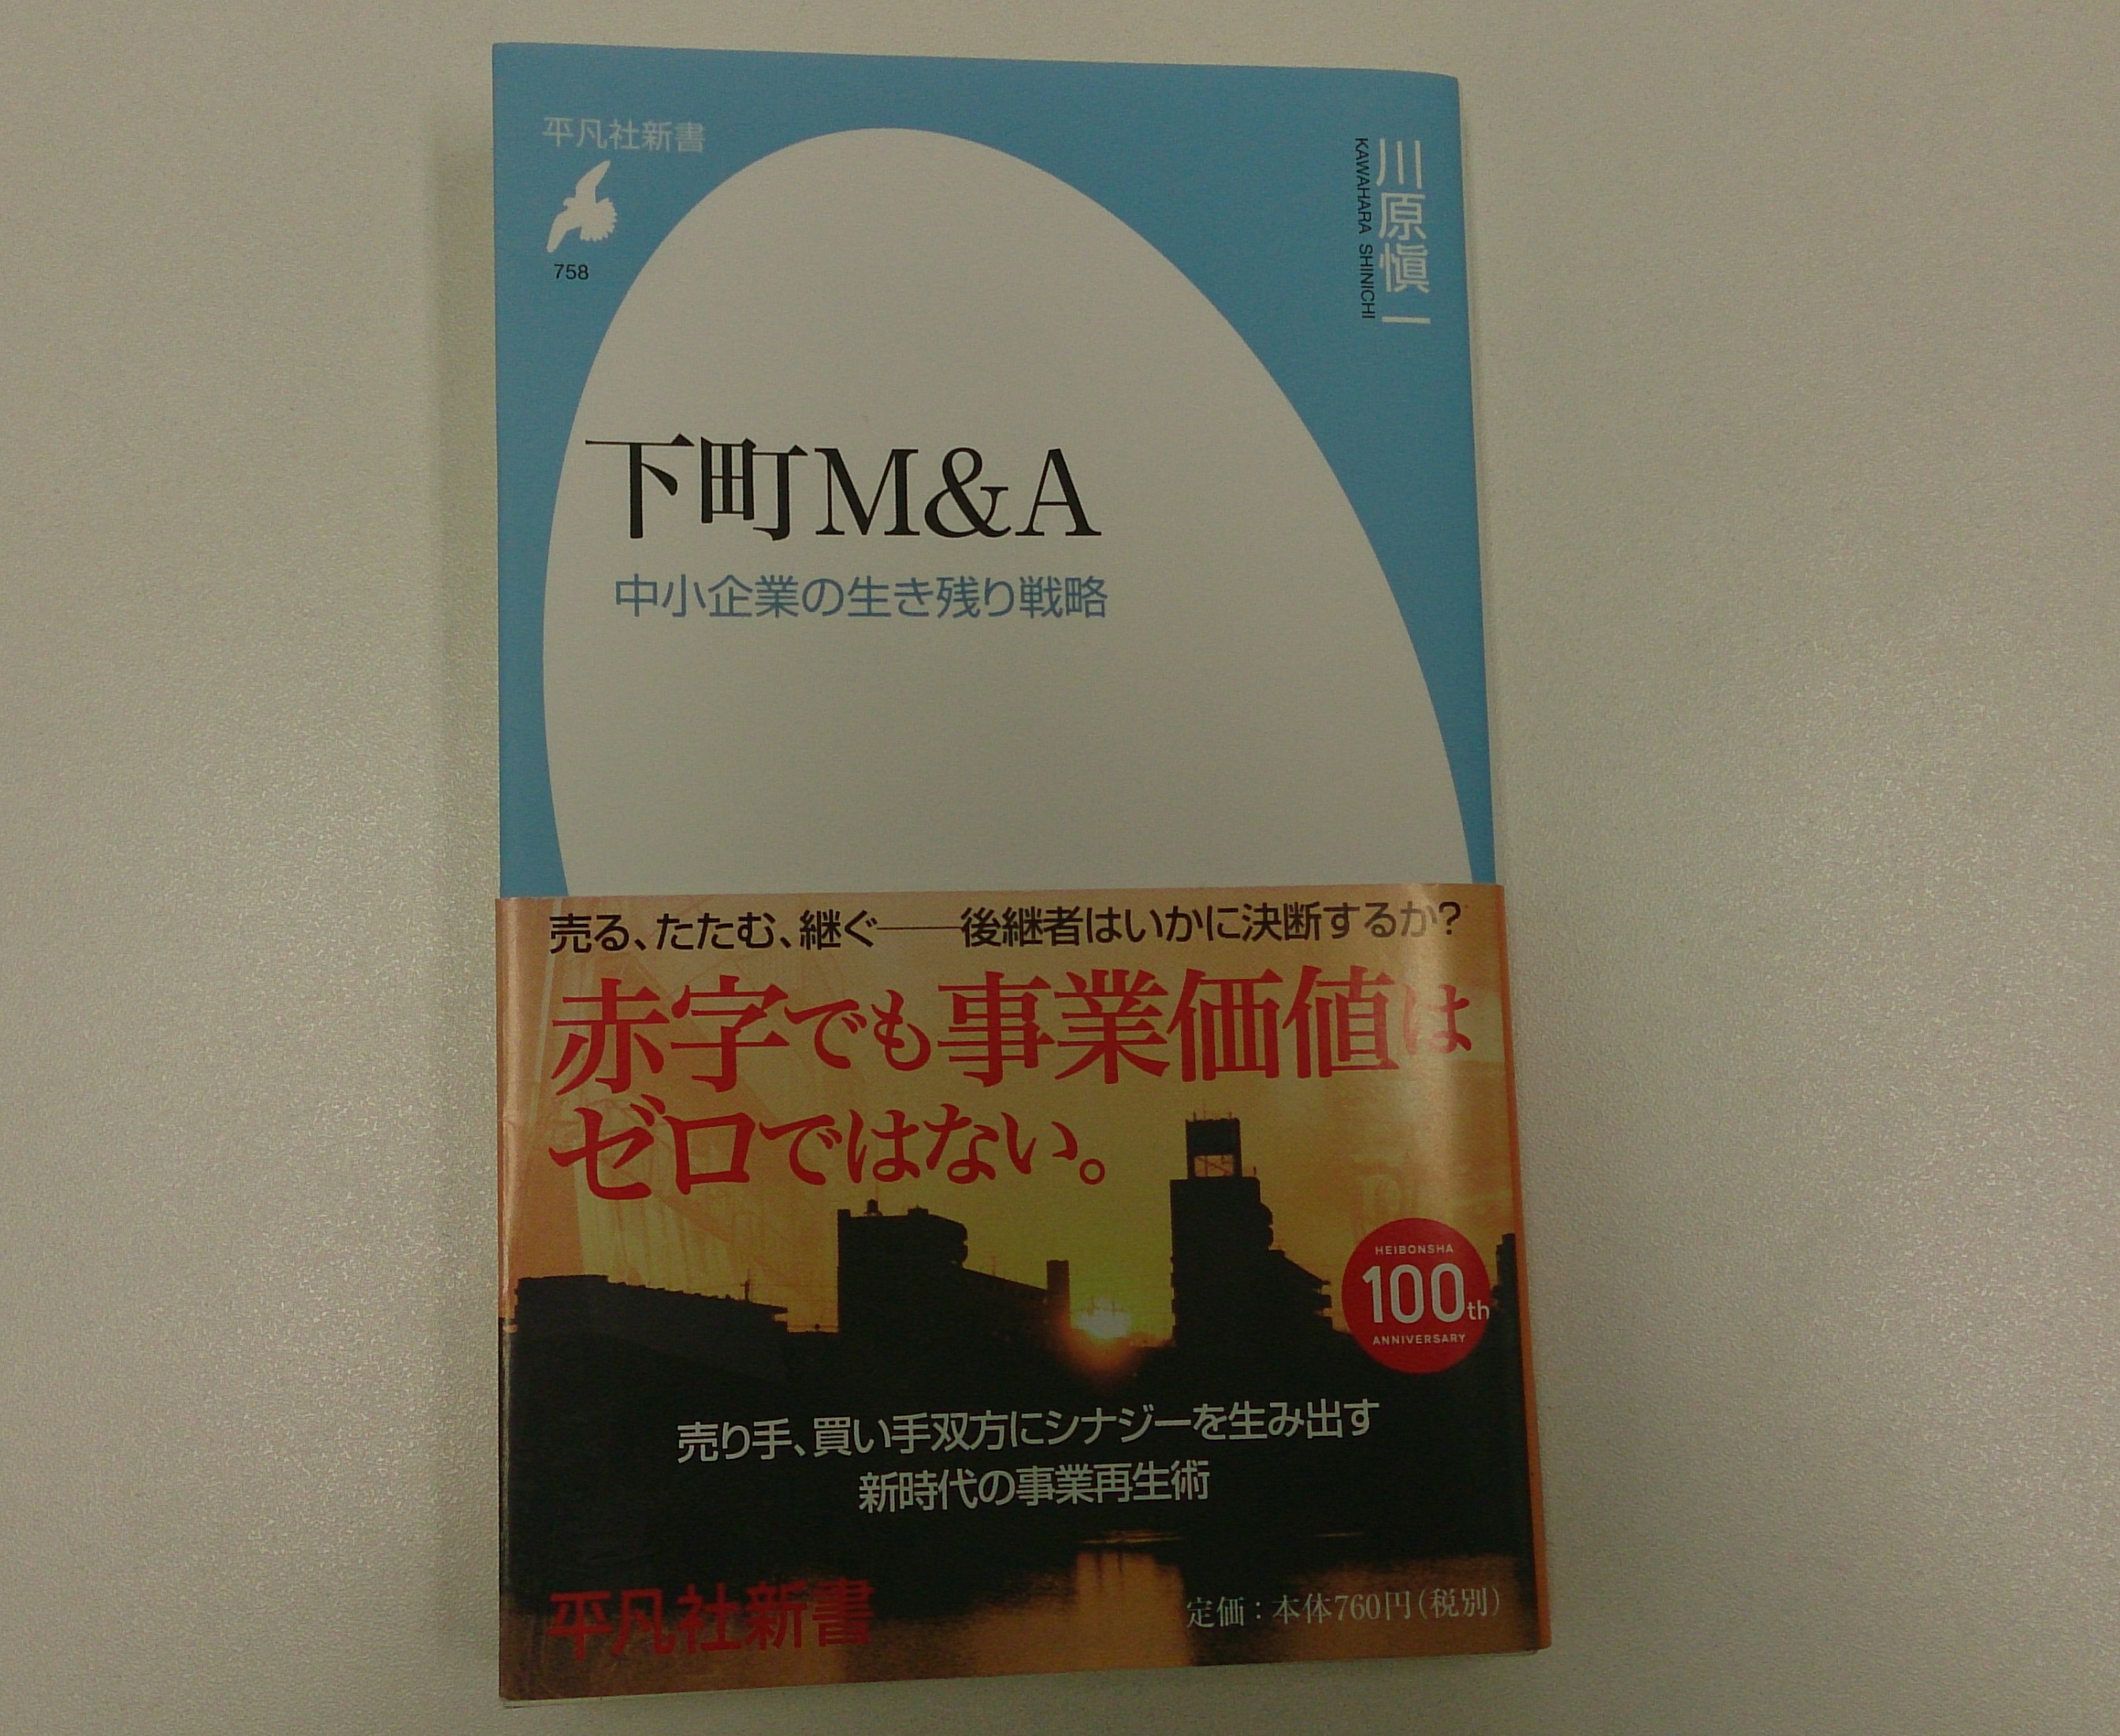 平凡社新書
758
川原慎一
KAWAHARA SHINICHI
下町M&A
中小企業の生き残り戦略
売る、たたむ、継ぐ――後継者はいかに決断するか?
赤字でも事業価値は
ゼロではない。
HEIBONSHA
100th
ANNIVERSARY
売り手、買い手双方にシナジーを生み出す
新時代の事業再生術
平凡社新書
定価：本体760円（税別）